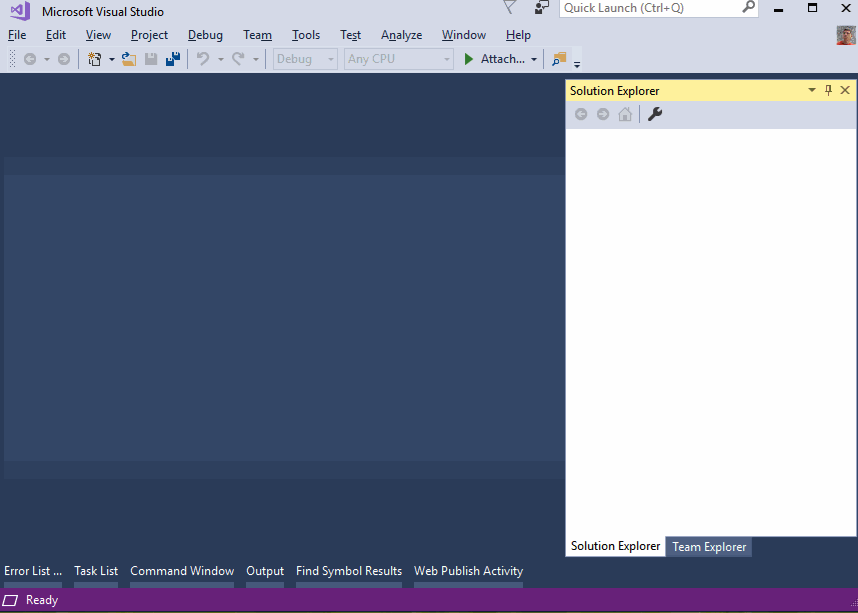 Microsoft Visual Studio
Quick Launch (Ctrl+Q)
File Edit View Project Debug Team Tools Test Analyze Window Help
Debug Any CPU Attach...
Solution Explorer
Solution Explorer Team Explorer
Error List ... Task List Command Window Output Find Symbol Results Web Publish Activity
Ready